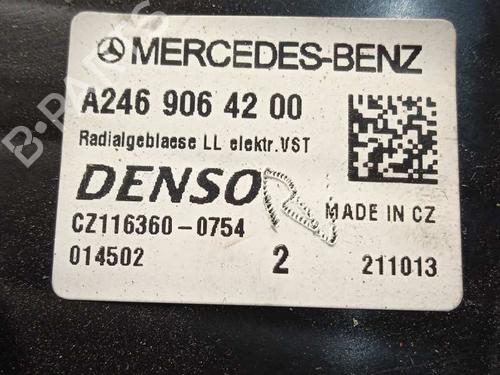 MERCEDES-BENZ
A246 906 42 00
Radialgeblaese LL elektr.VST
DENSO
MADE IN CZ
CZ116360-0754
014502 2 211013